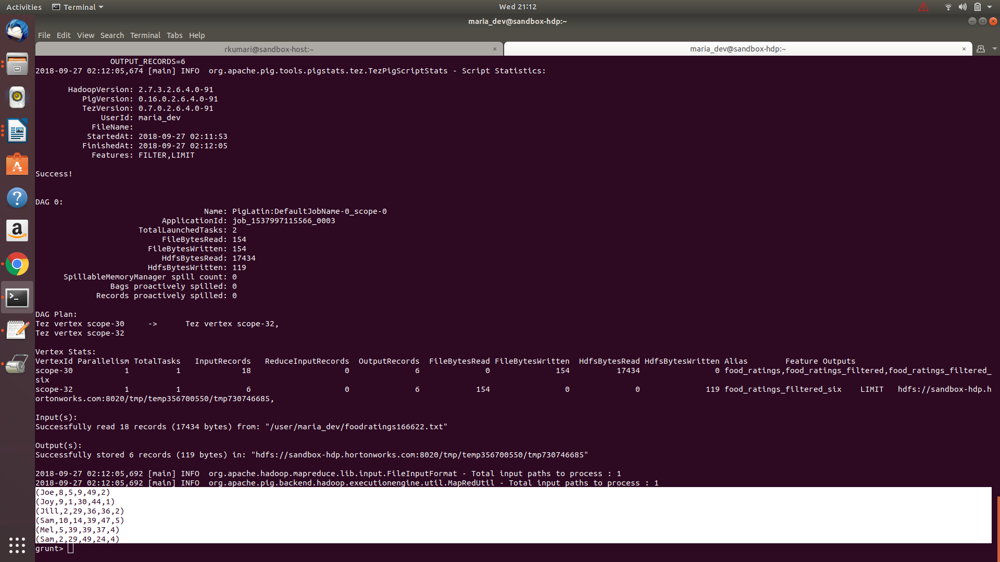 Activities Terminal Wed 21:12
maria_dev@sandbox-hdp:~
File Edit View Search Terminal Tabs Help
rkumari@sandbox-host:~ × maria_dev@sandbox-hdp:~ ×
OUTPUT_RECORDS=6
2018-09-27 02:12:05,674 [main] INFO  org.apache.pig.tools.pigstats.tez.TezPigScriptStats - Script Statistics:
HadoopVersion: 2.7.3.2.6.4.0-91
PigVersion: 0.16.0.2.6.4.0-91
TezVersion: 0.7.0.2.6.4.0-91
UserId: maria_dev
FileName:
StartedAt: 2018-09-27 02:11:53
FinishedAt: 2018-09-27 02:12:05
Features: FILTER,LIMIT
Success!
DAG 0:
Name: PigLatin:DefaultJobName-0_scope-0
ApplicationId: job_1537997115566_0003
TotalLaunchedTasks: 2
FileBytesRead: 154
FileBytesWritten: 154
HdfsBytesRead: 17434
HdfsBytesWritten: 119
SpillableMemoryManager spill count: 0
Bags proactively spilled: 0
Records proactively spilled: 0
DAG Plan:
Tez vertex scope-30 -> Tez vertex scope-32,
Tez vertex scope-32
Vertex Stats:
VertexId Parallelism TotalTasks InputRecords ReduceInputRecords OutputRecords FileBytesRead FileBytesWritten HdfsBytesRead HdfsBytesWritten Alias Feature Outputs
scope-30 1 1 18 0 6 0 154 17434 0 food_ratings,food_ratings_filtered,food_ratings_filtered_
six
scope-32 1 1 6 0 6 154 0 0 119 food_ratings_filtered_six LIMIT hdfs://sandbox-hdp.h
ortonworks.com:8020/tmp/temp356700550/tmp730746685,
Input(s):
Successfully read 18 records (17434 bytes) from: "/user/maria_dev/foodratings166622.txt"
Output(s):
Successfully stored 6 records (119 bytes) in: "hdfs://sandbox-hdp.hortonworks.com:8020/tmp/temp356700550/tmp730746685"
2018-09-27 02:12:05,692 [main] INFO  org.apache.hadoop.mapreduce.lib.input.FileInputFormat - Total input paths to process : 1
2018-09-27 02:12:05,692 [main] INFO  org.apache.pig.backend.hadoop.executionengine.util.MapRedUtil - Total input paths to process : 1
(Joe,8,5,9,49,2)
(Joy,9,1,30,44,1)
(Jill,2,29,36,36,2)
(Sam,10,14,39,47,5)
(Mel,5,39,39,37,4)
(Sam,2,29,49,24,4)
grunt>